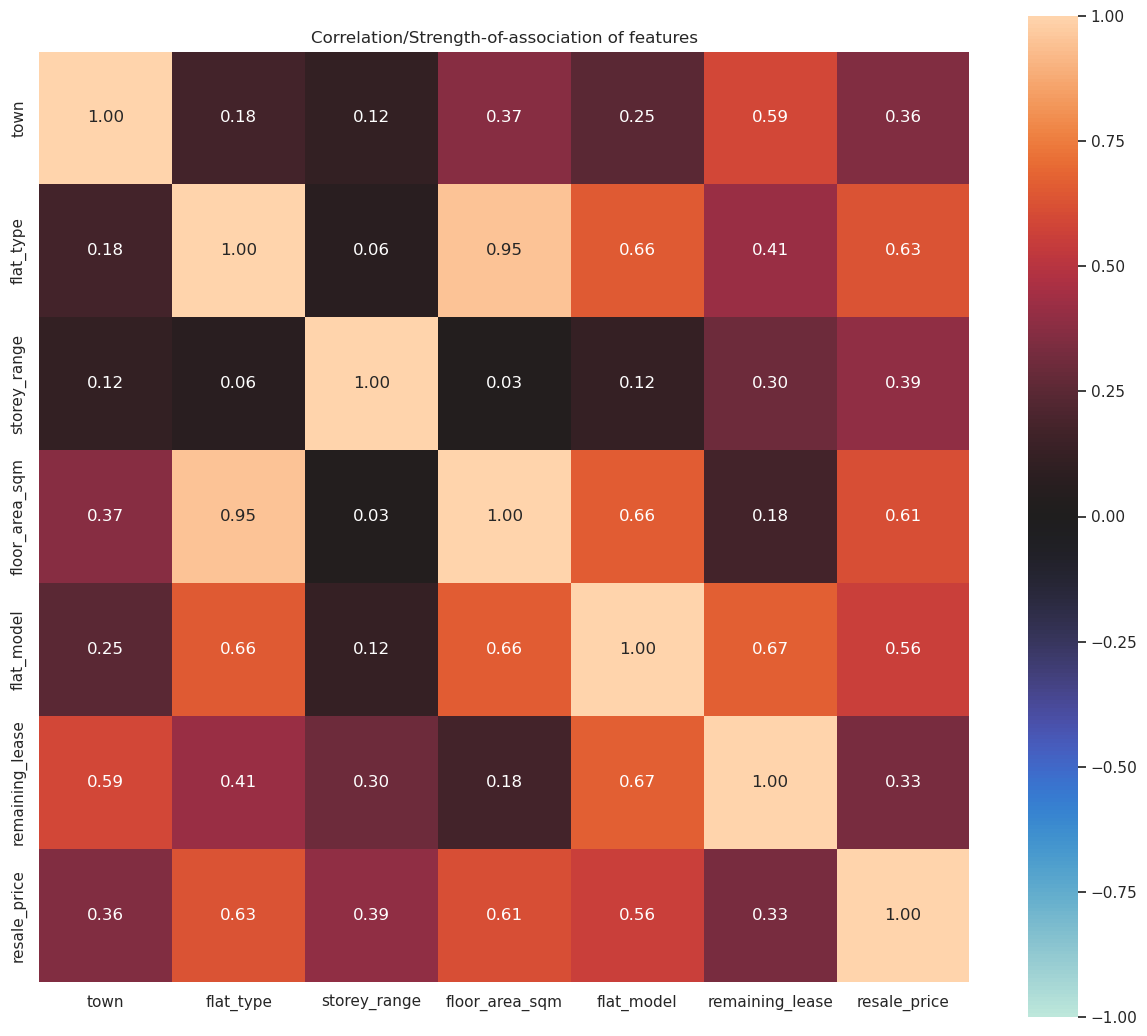 Correlation/Strength-of-association of features
town 1.00 0.18 0.12 0.37 0.25 0.59 0.36
flat_type 0.18 1.00 0.06 0.95 0.66 0.41 0.63
storey_range 0.12 0.06 1.00 0.03 0.12 0.30 0.39
floor_area_sqm 0.37 0.95 0.03 1.00 0.66 0.18 0.61
flat_model 0.25 0.66 0.12 0.66 1.00 0.67 0.56
remaining_lease 0.59 0.41 0.30 0.18 0.67 1.00 0.33
resale_price 0.36 0.63 0.39 0.61 0.56 0.33 1.00
town flat_type storey_range floor_area_sqm flat_model remaining_lease resale_price
1.00
0.75
0.50
0.25
0.00
−0.25
−0.50
−0.75
−1.00